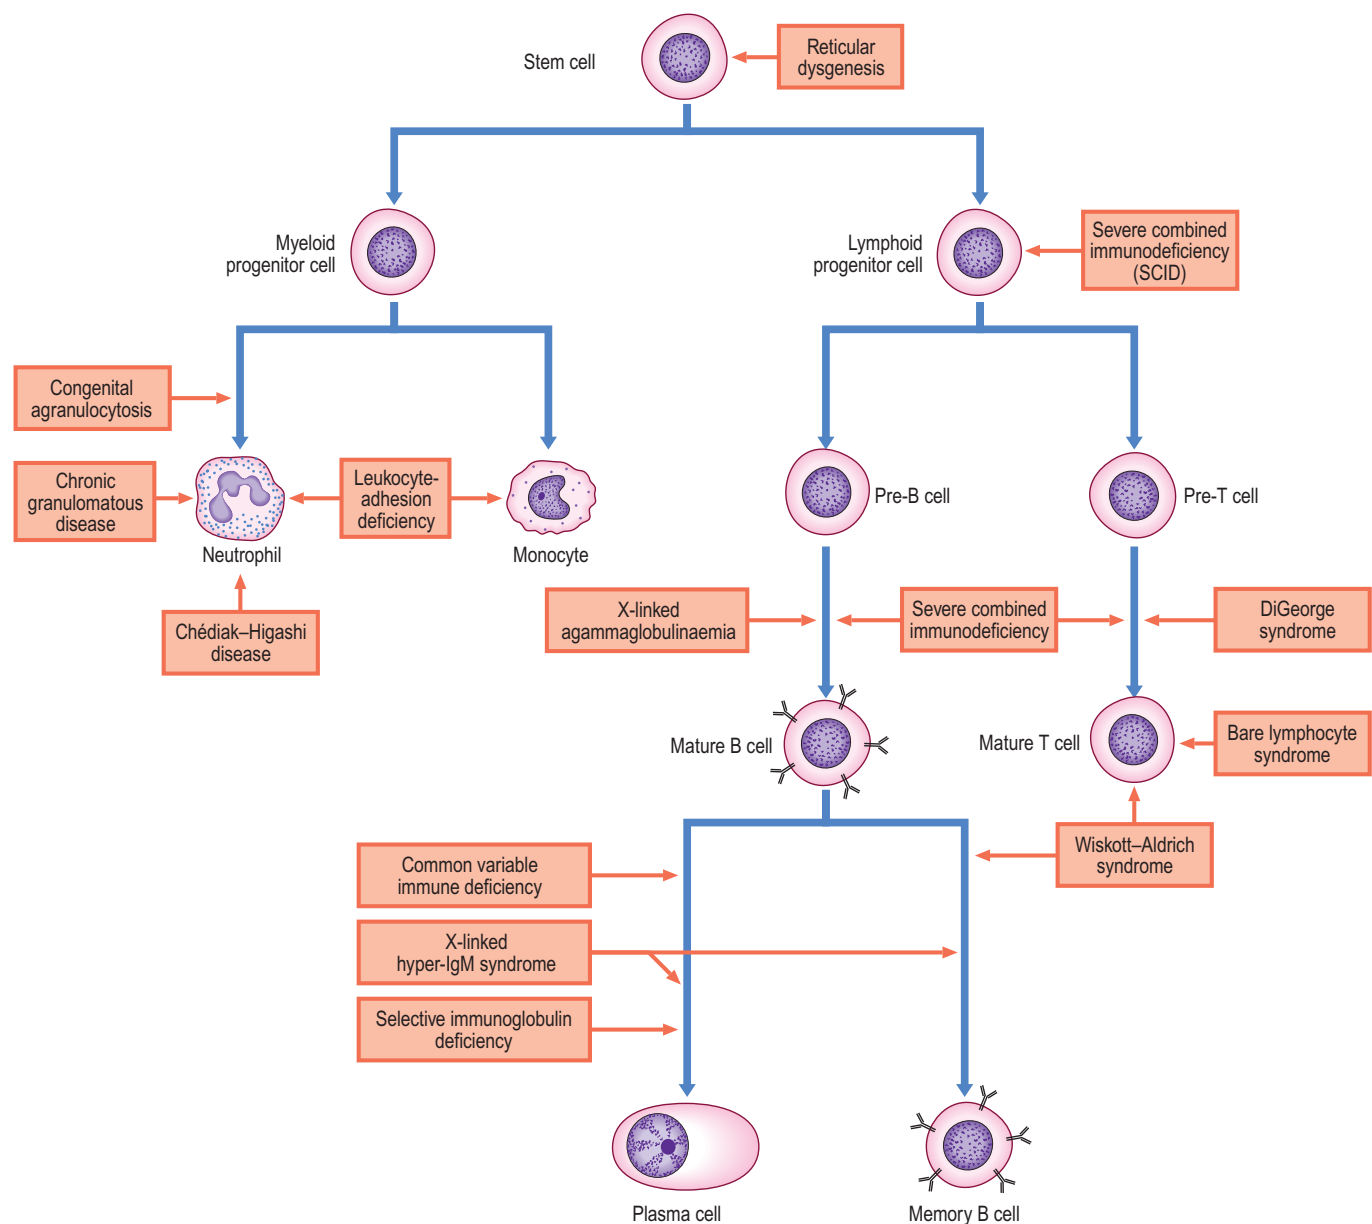 Stem cell
Reticular
dysgenesis
Myeloid
progenitor cell
Lymphoid
progenitor cell
Severe combined
immunodeficiency
(SCID)
Congenital
agranulocytosis
Chronic
granulomatous
disease
Leukocyte-
adhesion
deficiency
Neutrophil
Monocyte
Pre-B cell
Pre-T cell
Chédiak–Higashi
disease
X-linked
agammaglobulinaemia
Severe combined
immunodeficiency
DiGeorge
syndrome
Mature B cell
Mature T cell
Bare lymphocyte
syndrome
Common variable
immune deficiency
Wiskott–Aldrich
syndrome
X-linked
hyper-IgM syndrome
Selective immunoglobulin
deficiency
Plasma cell
Memory B cell